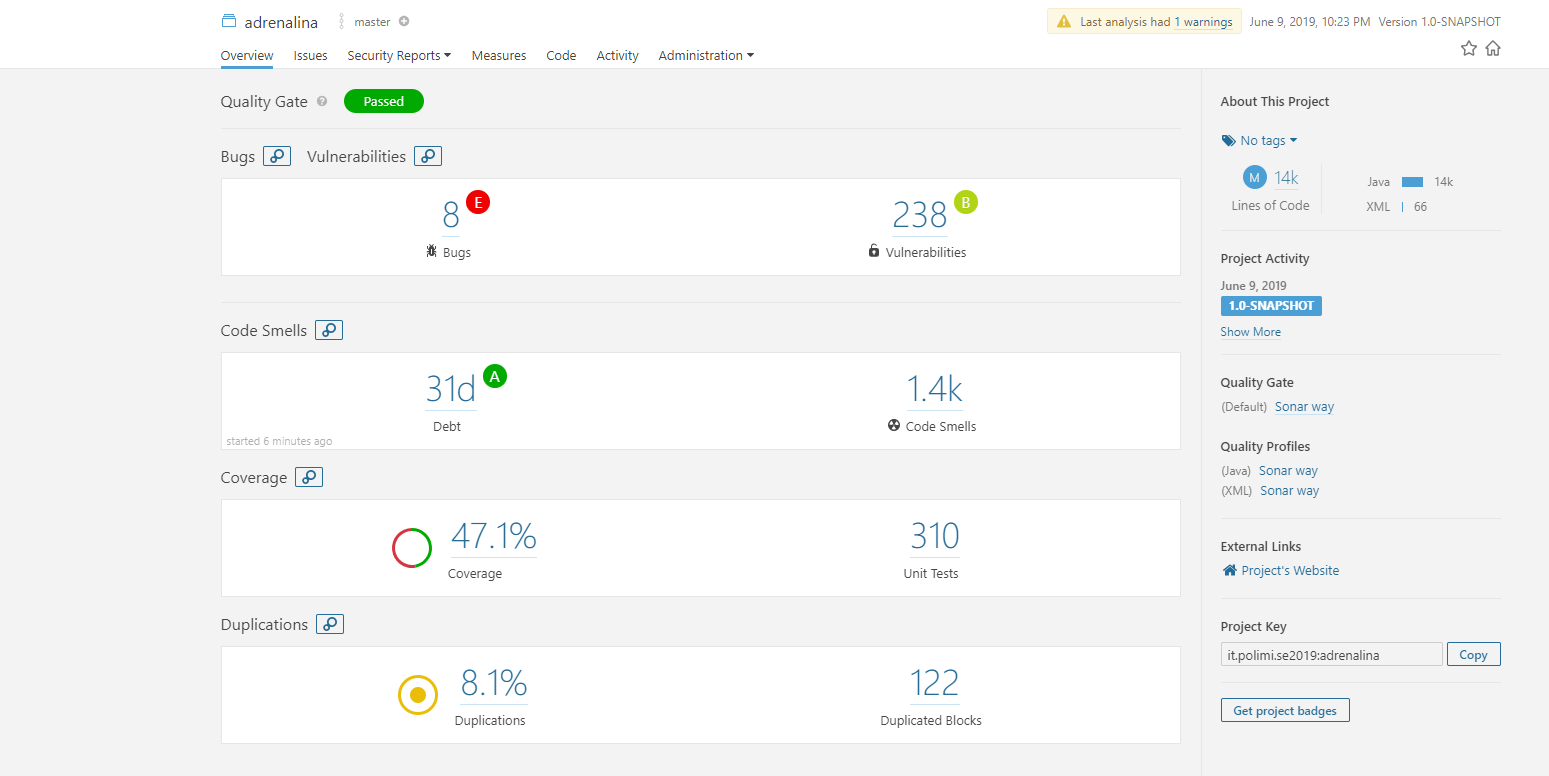 adrenalina master Last analysis had 1 warnings June 9, 2019, 10:23 PM Version 1.0-SNAPSHOT
Overview Issues Security Reports Measures Code Activity Administration
Quality Gate ? Passed
Bugs Vulnerabilities
8 E 238 B
Bugs Vulnerabilities
Code Smells
31d A 1.4k
Debt Code Smells
started 6 minutes ago
Coverage
47.1% 310
Coverage Unit Tests
Duplications
8.1% 122
Duplications Duplicated Blocks
About This Project
No tags
M 14k
Lines of Code
Java 14k
XML 66
Project Activity
June 9, 2019
1.0-SNAPSHOT
Show More
Quality Gate
(Default) Sonar way
Quality Profiles
(Java) Sonar way
(XML) Sonar way
External Links
Project's Website
Project Key
it.polimi.se2019:adrenalina Copy
Get project badges